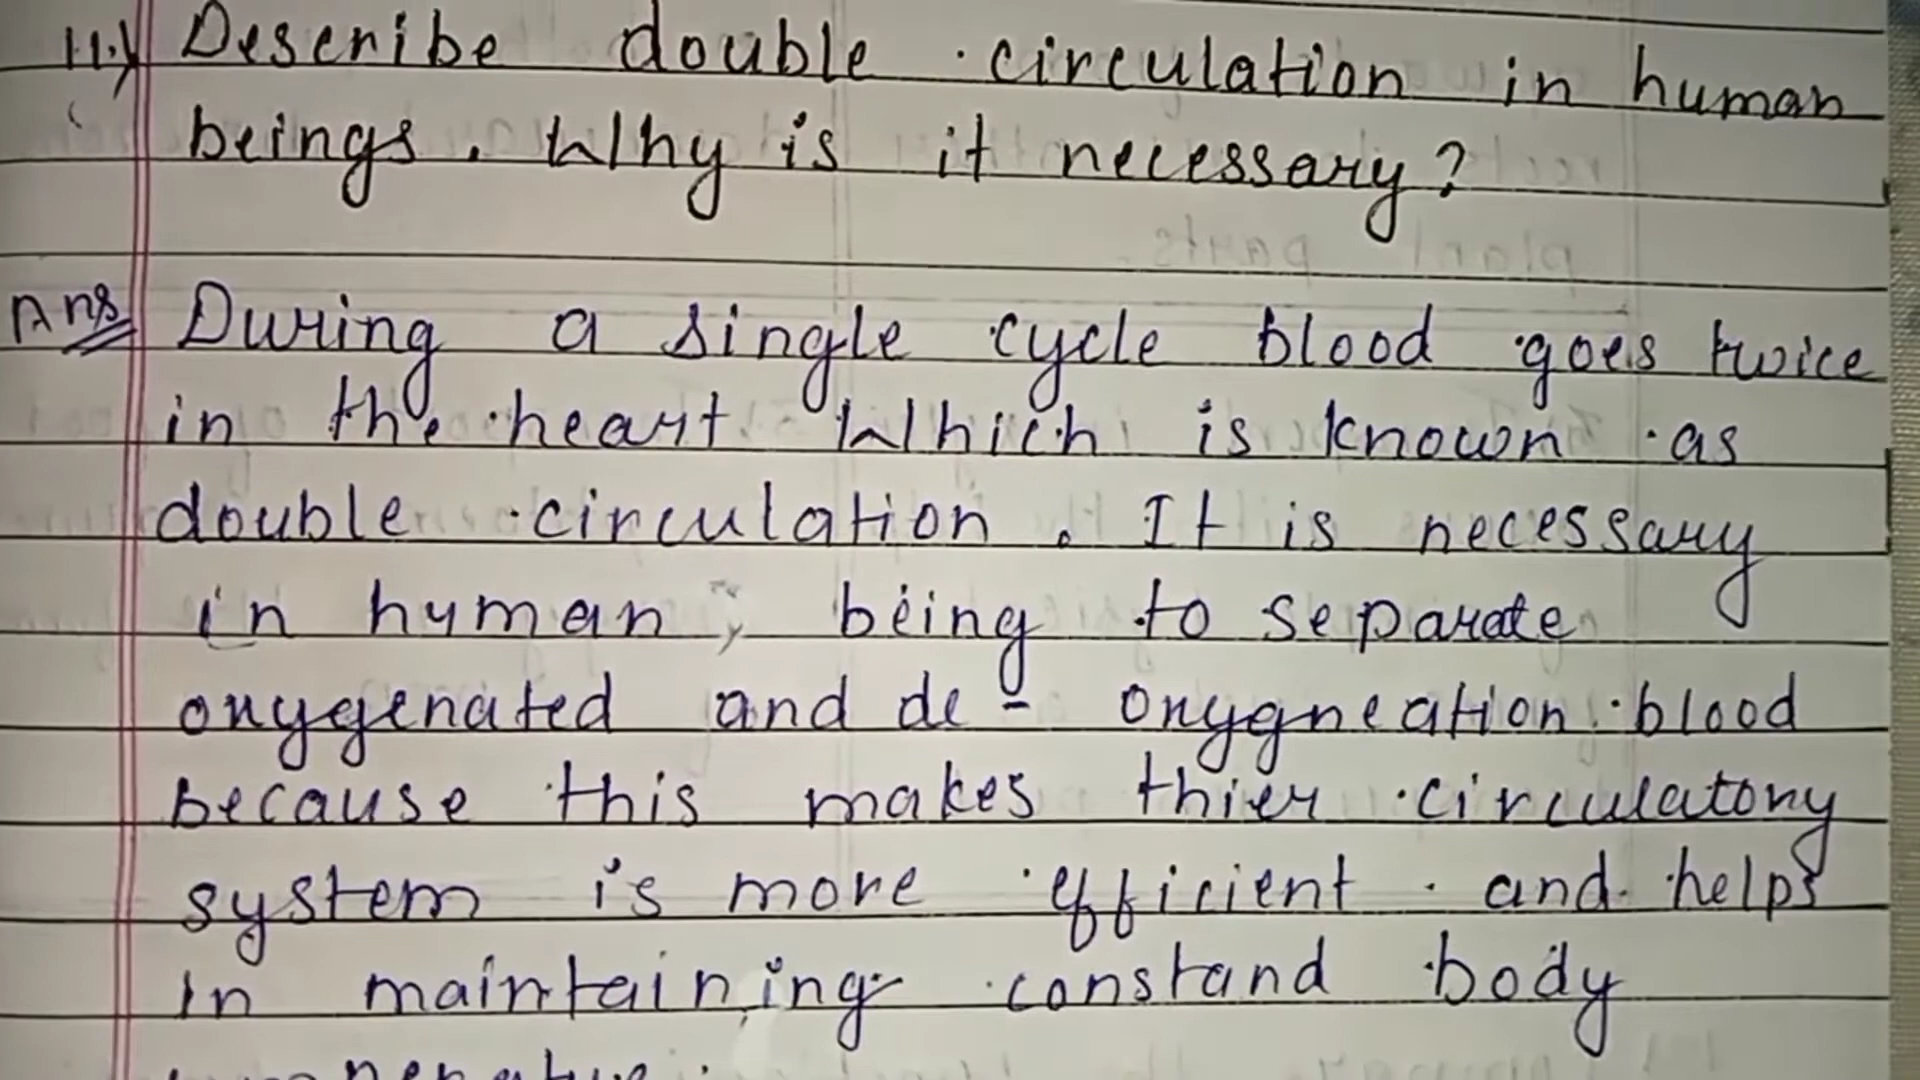 11.) Describe double circulation in human
beings. Why is it necessary?
Ans During a single cycle blood goes twice
in the heart Which is known as
double circulation. It is necessary
in human, being to separate
oxygenated and de - oxygneation blood
because this makes thier circulatory
system is more efficient and helps
in maintaining constand body